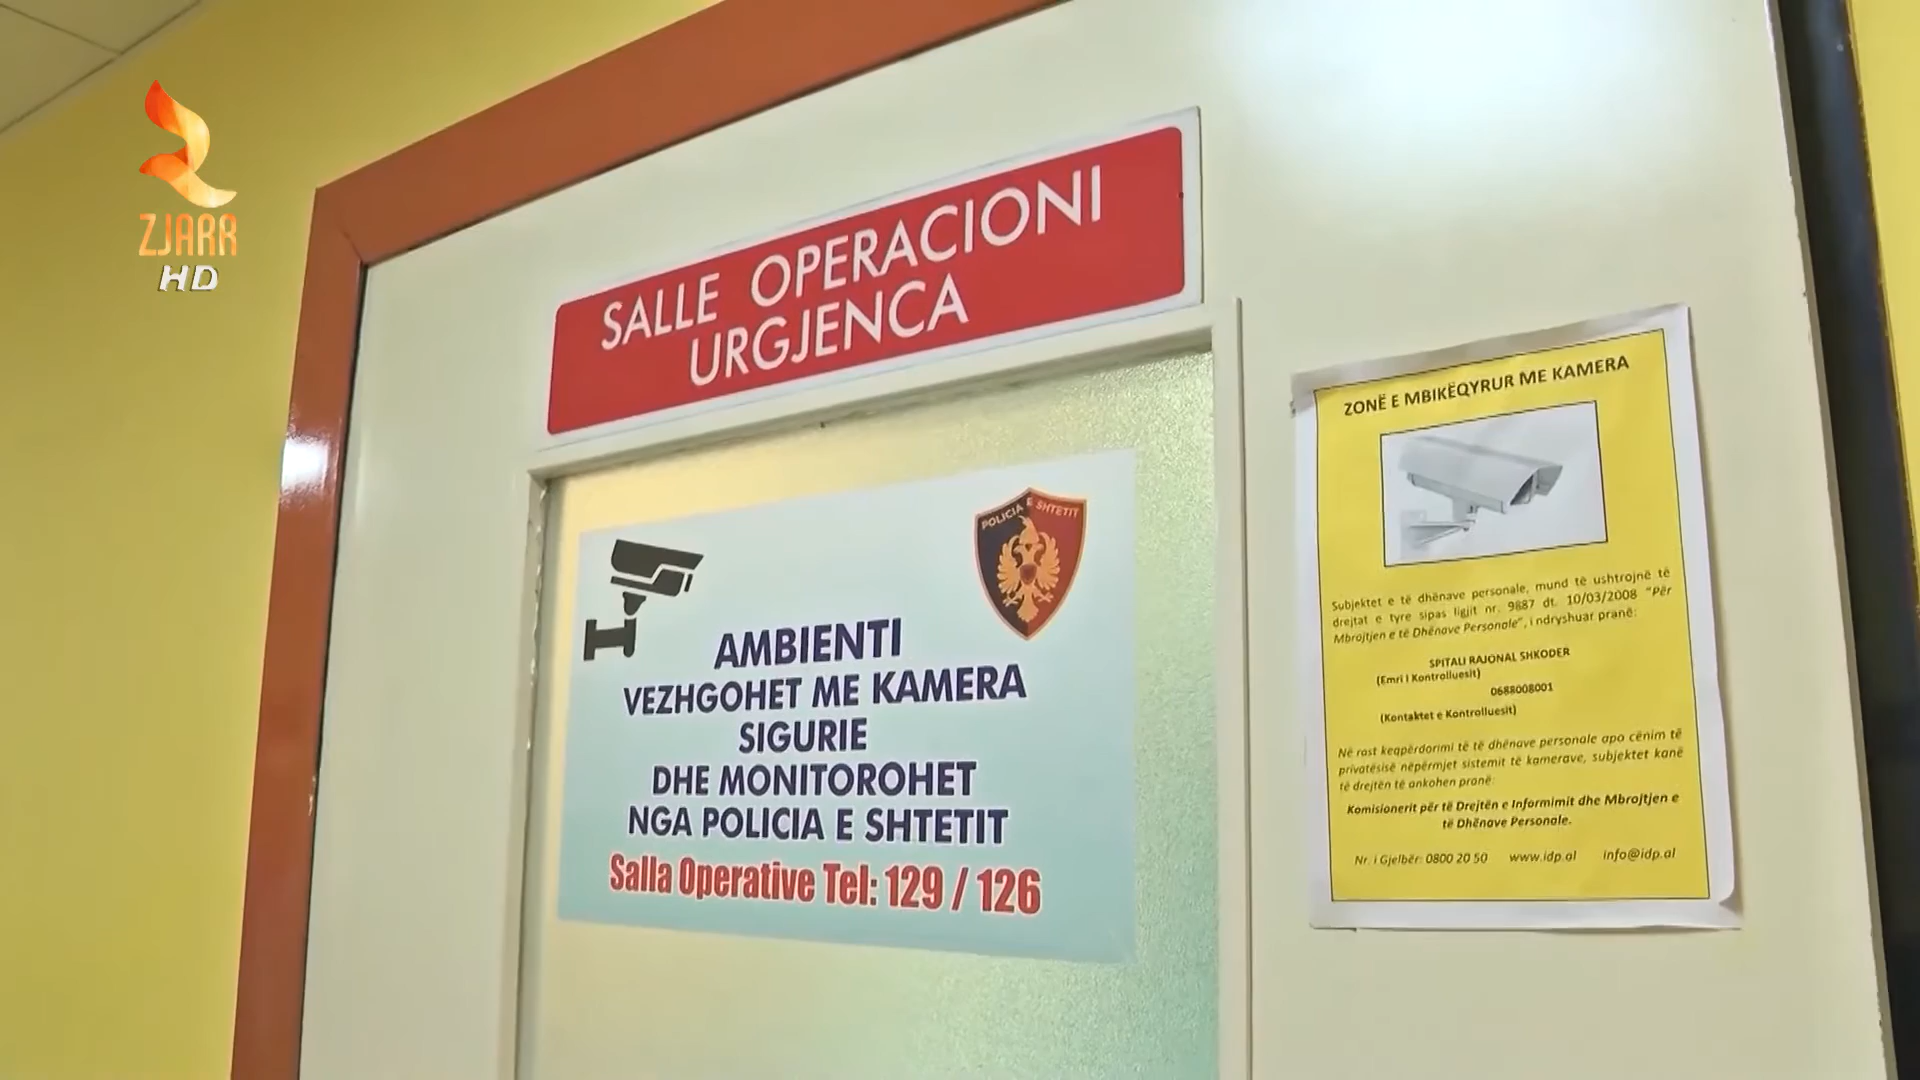 ZJARR
HD
SALLE OPERACIONI
URGJENCA
POLICIA E SHTETIT
AMBIENTI
VEZHGOHET ME KAMERA
SIGURIE
DHE MONITOROHET
NGA POLICIA E SHTETIT
Salla Operative Tel: 129 / 126
ZONË E MBIKËQYRUR ME KAMERA
Subjektet e të dhënave personale, mund të ushtrojnë të
drejtat e tyre sipas ligjit nr. 9887 dt. 10/03/2008 "Për
Mbrojtjen e të Dhënave Personale", i ndryshuar pranë:
SPITALI RAJONAL SHKODER
(Emri i Kontrolluesit)
0688008001
(Kontaktet e Kontrolluesit)
Në rast keqpërdorimi të të dhënave personale apo cënim të
privatësisë nëpërmjet sistemit të kamerave, subjektet kanë
të drejtën të ankohen pranë:
Komisionerit për të Drejtën e Informimit dhe Mbrojtjen e
të Dhënave Personale.
Nr. i Gjelbër: 0800 20 50 www.idp.al info@idp.al